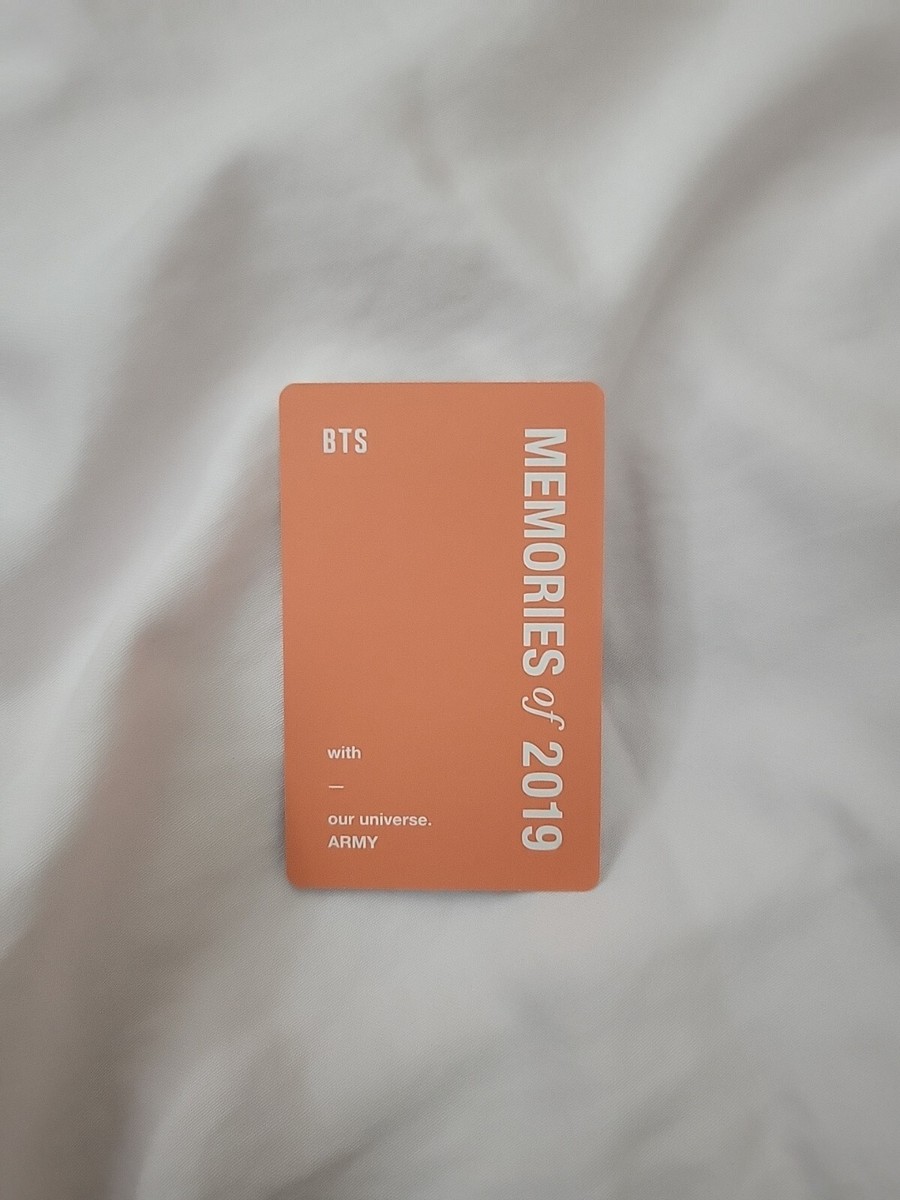 BTS
MEMORIES of 2019
with
—
our universe.
ARMY